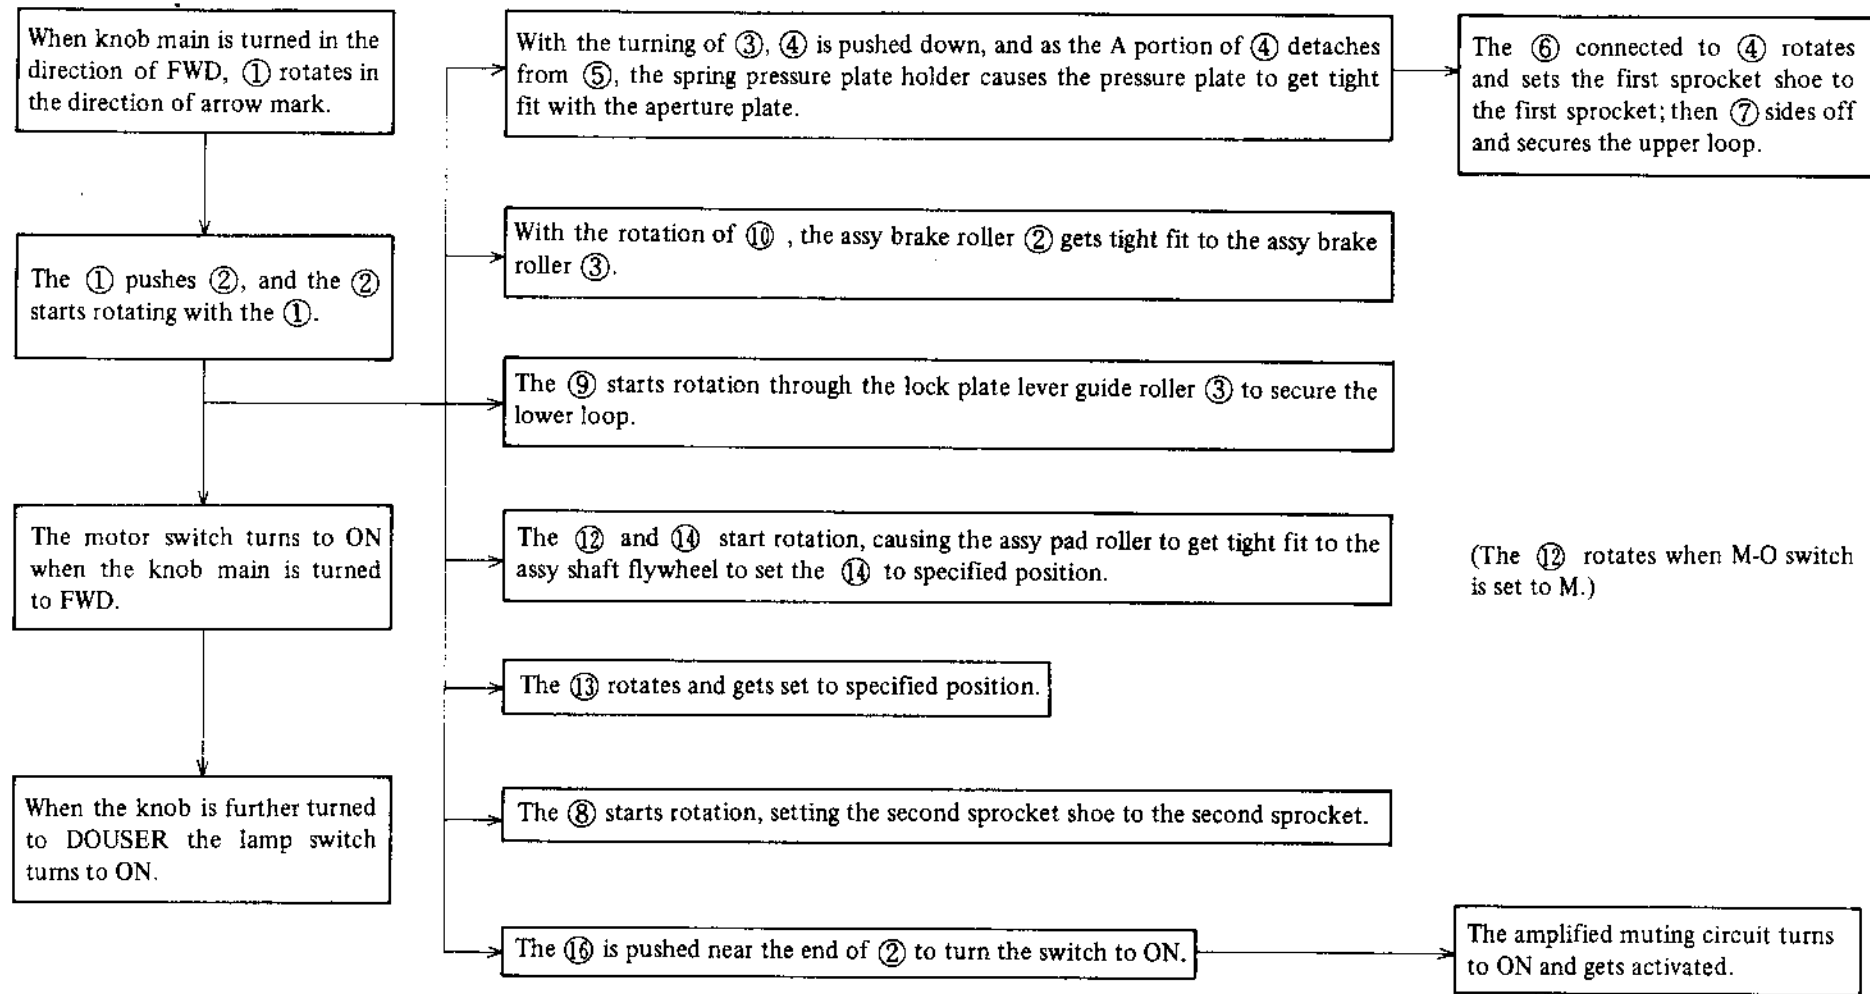 When knob main is turned in the
direction of FWD, ① rotates in
the direction of arrow mark.
The ① pushes ②, and the ②
starts rotating with the ①.
The motor switch turns to ON
when the knob main is turned
to FWD.
When the knob is further turned
to DOUSER the lamp switch
turns to ON.
With the turning of ③, ④ is pushed down, and as the A portion of ④ detaches
from ⑤, the spring pressure plate holder causes the pressure plate to get tight
fit with the aperture plate.
The ⑥ connected to ④ rotates
and sets the first sprocket shoe to
the first sprocket; then ⑦ sides off
and secures the upper loop.
With the rotation of ⑩ , the assy brake roller ② gets tight fit to the assy brake
roller ③.
The ⑨ starts rotation through the lock plate lever guide roller ③ to secure the
lower loop.
The ⑫ and ⑭ start rotation, causing the assy pad roller to get tight fit to the
assy shaft flywheel to set the ⑭ to specified position.
(The ⑫ rotates when M-O switch
is set to M.)
The ⑬ rotates and gets set to specified position.
The ⑧ starts rotation, setting the second sprocket shoe to the second sprocket.
The ⑯ is pushed near the end of ② to turn the switch to ON.
The amplified muting circuit turns
to ON and gets activated.